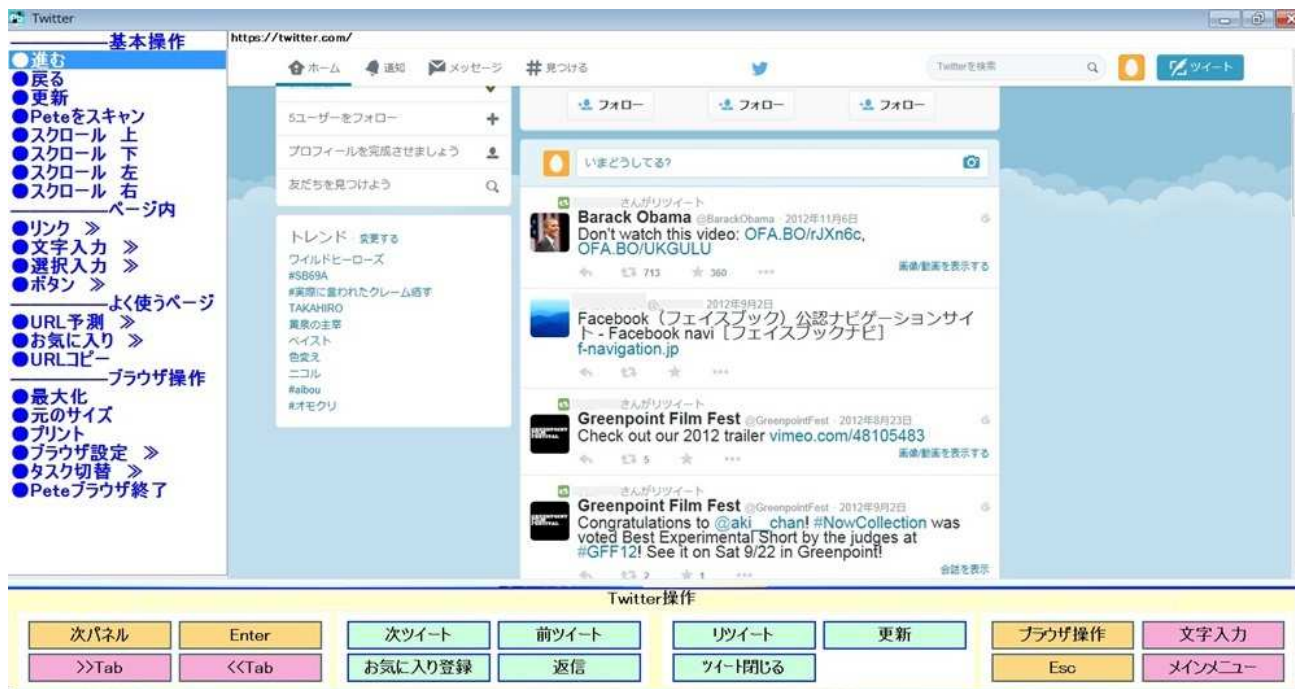 Twitter
基本操作
●進む
●戻る
●更新
●Peteをスキャン
●スクロール 上
●スクロール 下
●スクロール 左
●スクロール 右
ページ内
●リンク ≫
●文字入力 ≫
●選択入力 ≫
●ボタン ≫
よく使うページ
●URL予測 ≫
●お気に入り ≫
●URLコピー
ブラウザ操作
●最大化
●元のサイズ
●プリント
●ブラウザ設定 ≫
●タスク切替 ≫
●Peteブラウザ終了
https://twitter.com/
ホーム 通知 メッセージ # 見つける Twitterを検索 ツイート
5ユーザーをフォロー
プロフィールを完成させましょう
友だちを見つけよう
トレンド · 変更する
ワイルドヒーローズ
#SB69A
#実際に言われたクレーム晒す
TAKAHIRO
黄泉の主宰
ベイスト
色変え
ニコル
#aibou
#オモクリ
フォロー フォロー フォロー
いまどうしてる?
さんがリツイート
Barack Obama @BarackObama · 2012年11月6日
Don't watch this video: OFA.BO/rJXn6c,
OFA.BO/UKGULU
713 360 画像/動画を表示する
@ 2012年9月2日
Facebook(フェイスブック)公認ナビゲーションサイ
ト - Facebook navi[フェイスブックナビ]
f-navigation.jp
さんがリツイート
Greenpoint Film Fest @GreenpointFest · 2012年8月23日
Check out our 2012 trailer vimeo.com/48105483
5 画像/動画を表示する
さんがリツイート
Greenpoint Film Fest @GreenpointFest · 2012年9月2日
Congratulations to @aki__chan! #NowCollection was
voted Best Experimental Short by the judges at
#GFF12! See it on Sat 9/22 in Greenpoint!
2 1 会話を表示
Twitter操作
次パネル Enter 次ツイート 前ツイート リツイート 更新 ブラウザ操作 文字入力
>>Tab <<Tab お気に入り登録 返信 ツイート閉じる Esc メインメニュー